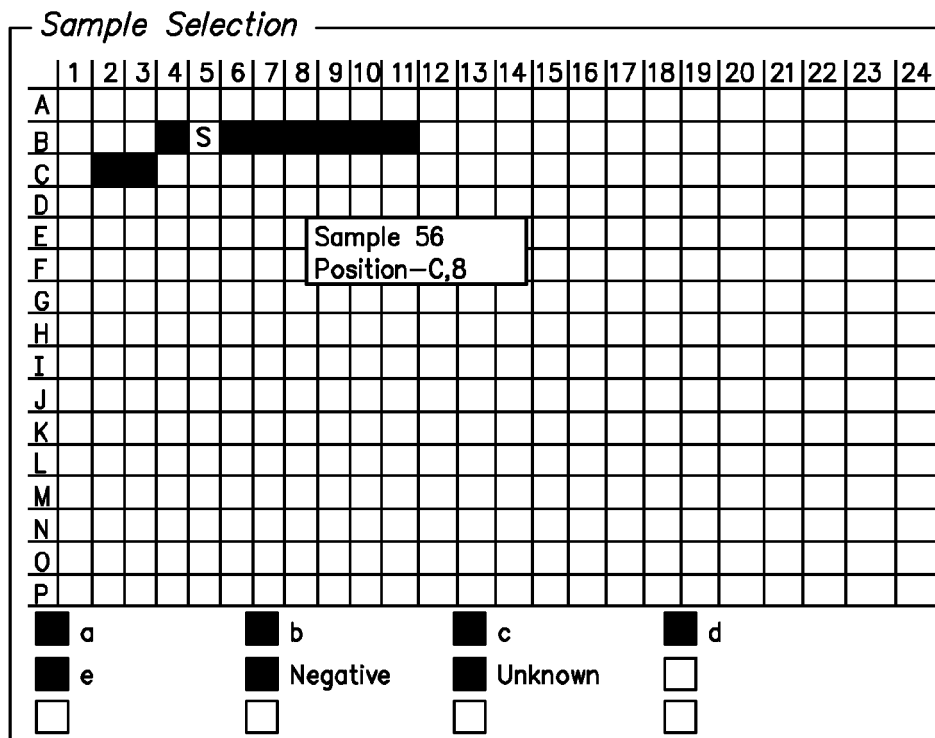 Sample Selection
1 2 3 4 5 6 7 8 9 10 11 12 13 14 15 16 17 18 19 20 21 22 23 24
A
B S
C
D
E
F
Sample 56
Position-C,8
G
H
I
J
K
L
M
N
O
P
a b c d
e Negative Unknown